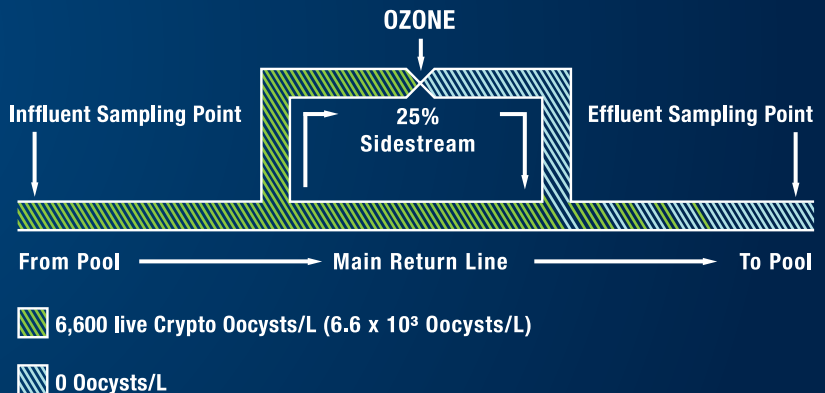 OZONE
Inffluent Sampling Point
25%
Sidestream
Effluent Sampling Point
From Pool
Main Return Line
To Pool
6,600 live Crypto Oocysts/L (6.6 x 10³ Oocysts/L)
0 Oocysts/L